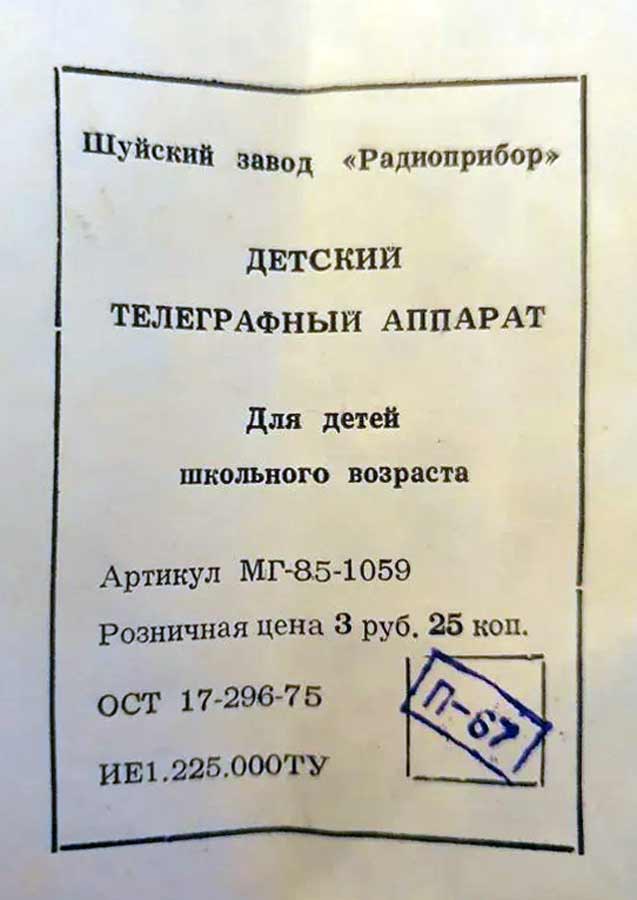 Шуйский завод «Радиоприбор»
ДЕТСКИЙ
ТЕЛЕГРАФНЫЙ АППАРАТ
Для детей
школьного возраста
Артикул МГ-85-1059
Розничная цена 3 руб. 25 коп.
ОСТ 17-296-75
ИЕ1.225.000ТУ
П-67